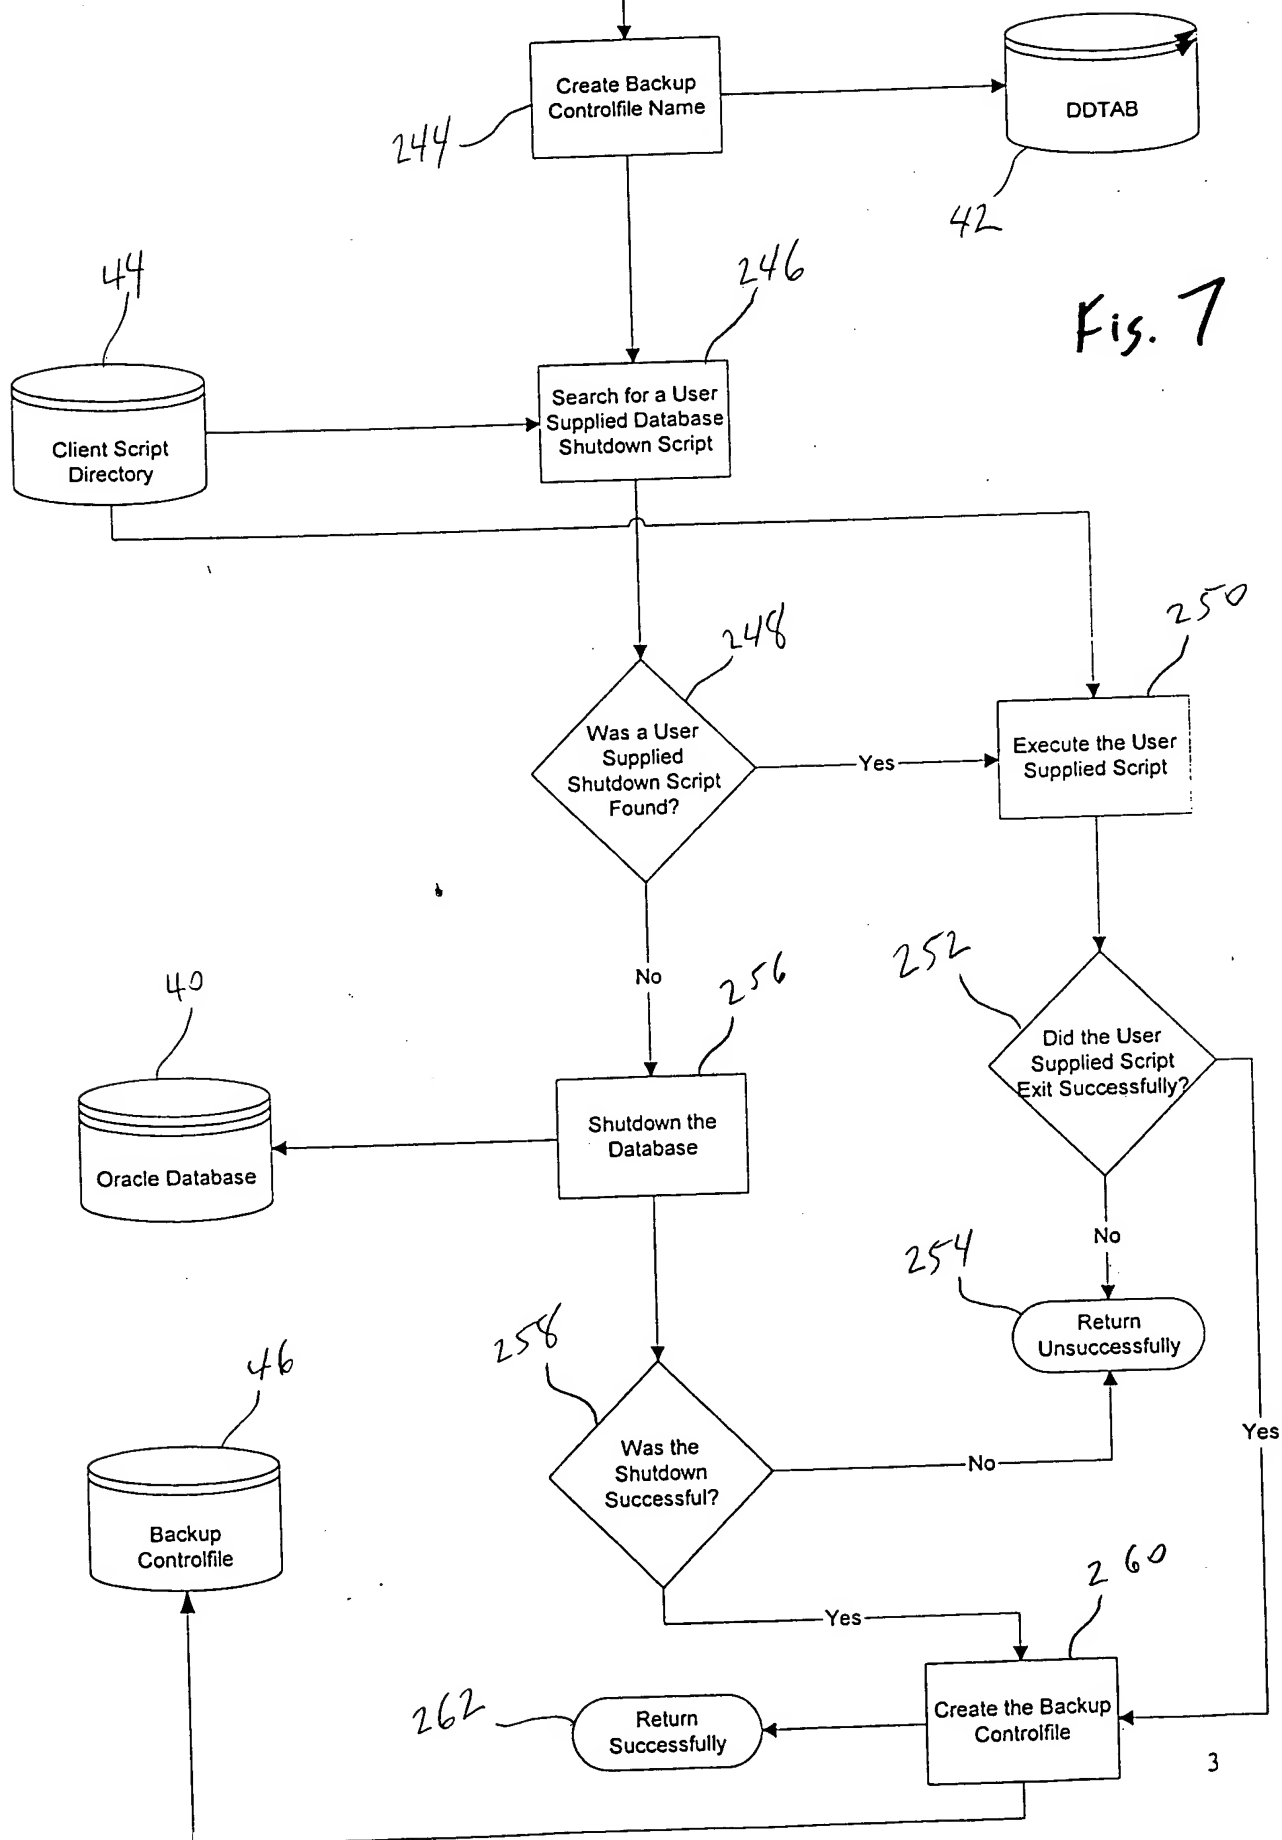 Create Backup
Controlfile Name
DDTAB
244
42
44
246
Fig. 7
Client Script
Directory
Search for a User
Supplied Database
Shutdown Script
248
250
Was a User
Supplied
Shutdown Script
Found?
Yes
Execute the User
Supplied Script
252
No
256
40
Did the User
Supplied Script
Exit Successfully?
Shutdown the
Database
Oracle Database
No
254
Return
Unsuccessfully
258
46
Yes
Was the
Shutdown
Successful?
No
Backup
Controlfile
260
Yes
262
Return
Successfully
Create the Backup
Controlfile
3